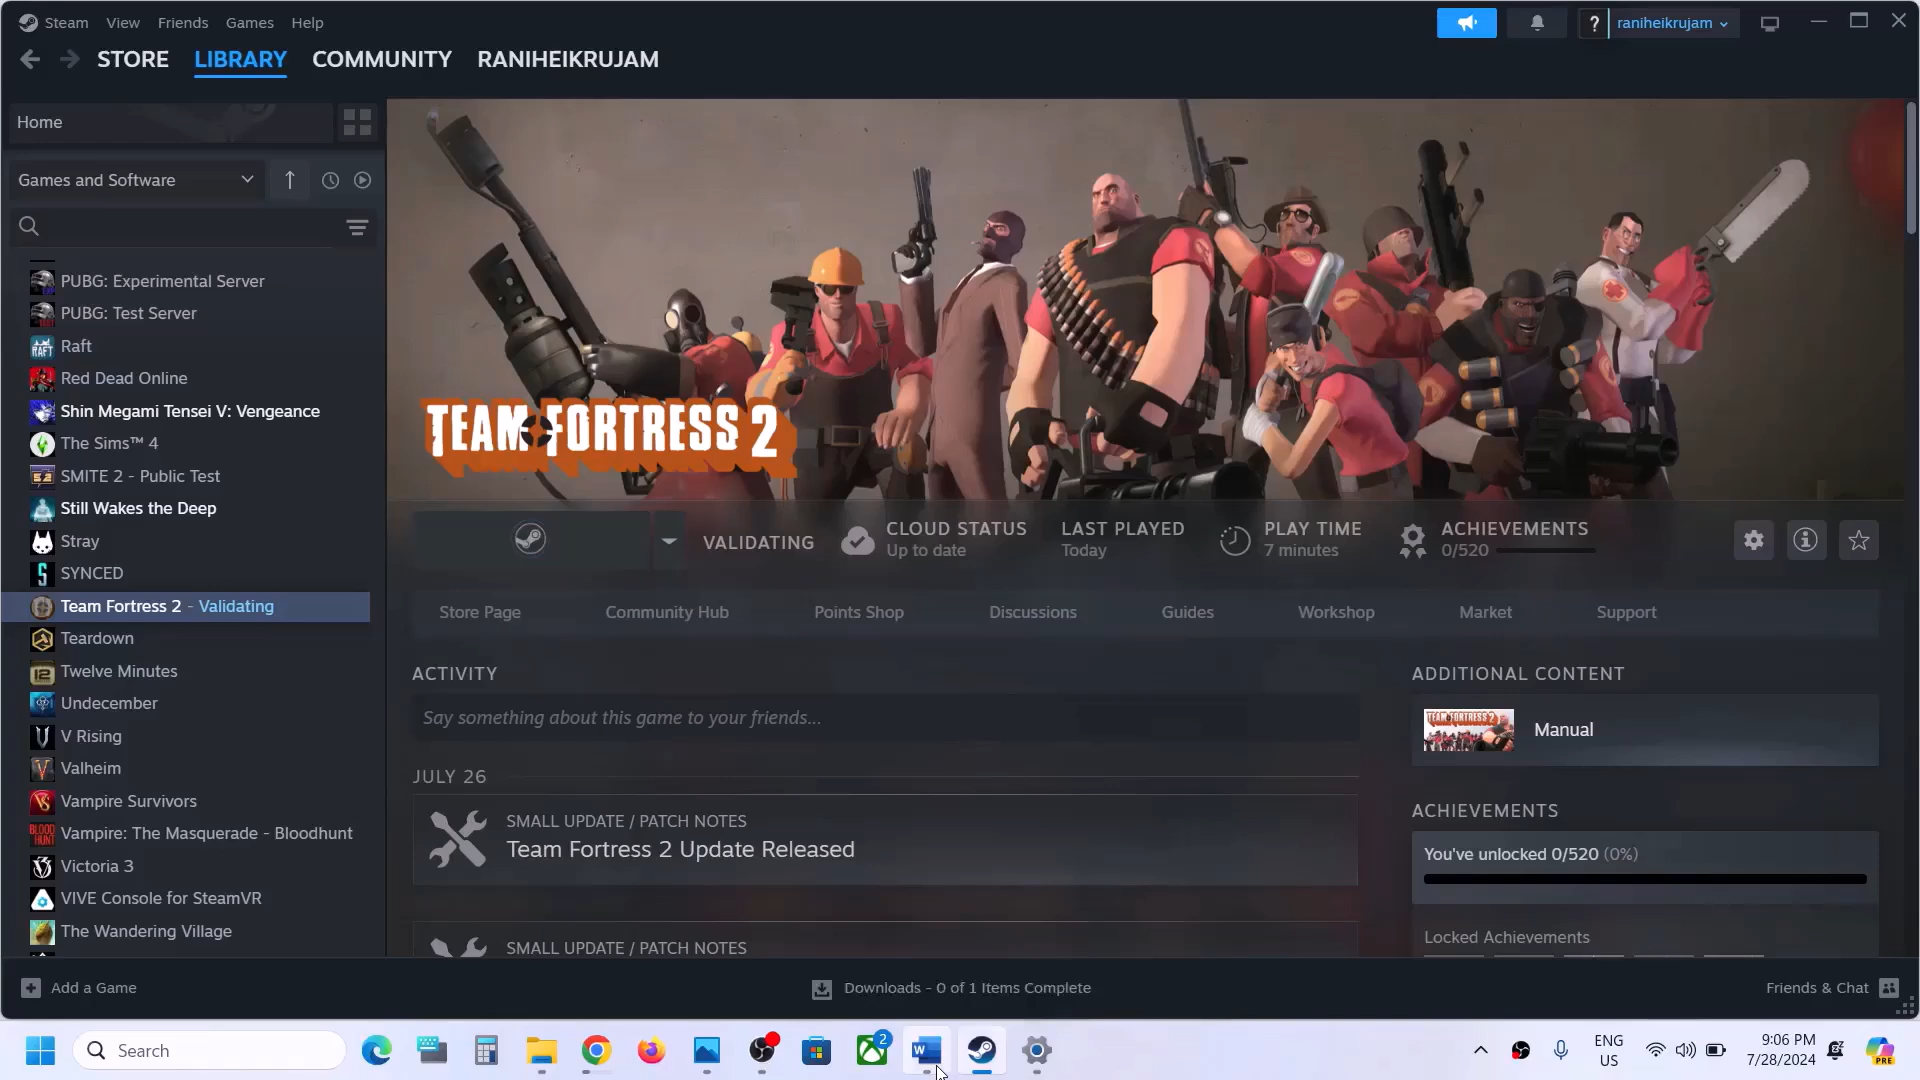 Steam View Friends Games Help
? raniheikrujam
STORE LIBRARY COMMUNITY RANIHEIKRUJAM
Home
Games and Software
PUBG: Experimental Server
PUBG: Test Server
Raft
Red Dead Online
Shin Megami Tensei V: Vengeance
The Sims™ 4
SMITE 2 - Public Test
Still Wakes the Deep
Stray
SYNCED
Team Fortress 2 - Validating
Teardown
Twelve Minutes
Undecember
V Rising
Valheim
Vampire Survivors
Vampire: The Masquerade - Bloodhunt
Victoria 3
VIVE Console for SteamVR
The Wandering Village
Add a Game
TEAM FORTRESS 2
VALIDATING
CLOUD STATUS
Up to date
LAST PLAYED
Today
PLAY TIME
7 minutes
ACHIEVEMENTS
0/520
Store Page Community Hub Points Shop Discussions Guides Workshop Market Support
ACTIVITY
Say something about this game to your friends...
JULY 26
SMALL UPDATE / PATCH NOTES
Team Fortress 2 Update Released
SMALL UPDATE / PATCH NOTES
ADDITIONAL CONTENT
TEAM FORTRESS 2
Manual
ACHIEVEMENTS
You've unlocked 0/520 (0%)
Locked Achievements
Downloads - 0 of 1 Items Complete
Friends & Chat
Search
2
ENG
US
9:06 PM
7/28/2024
PRE